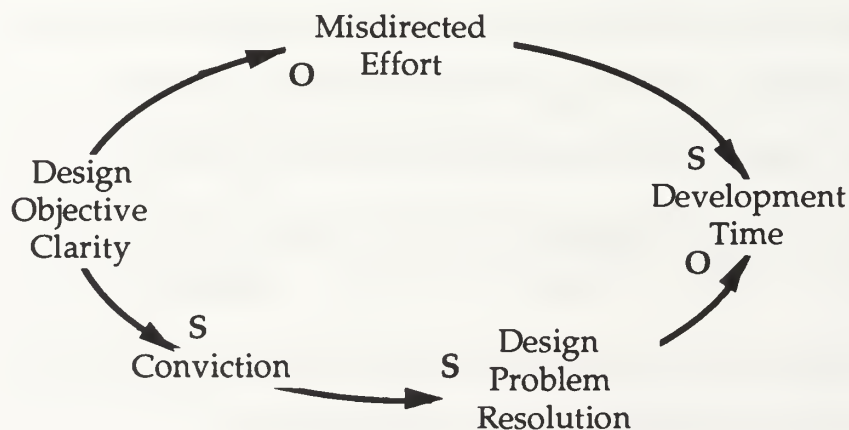 Misdirected
Effort
O
S
Design
Objective
Clarity
Development
Time
O
S
Conviction
S
Design
Problem
Resolution